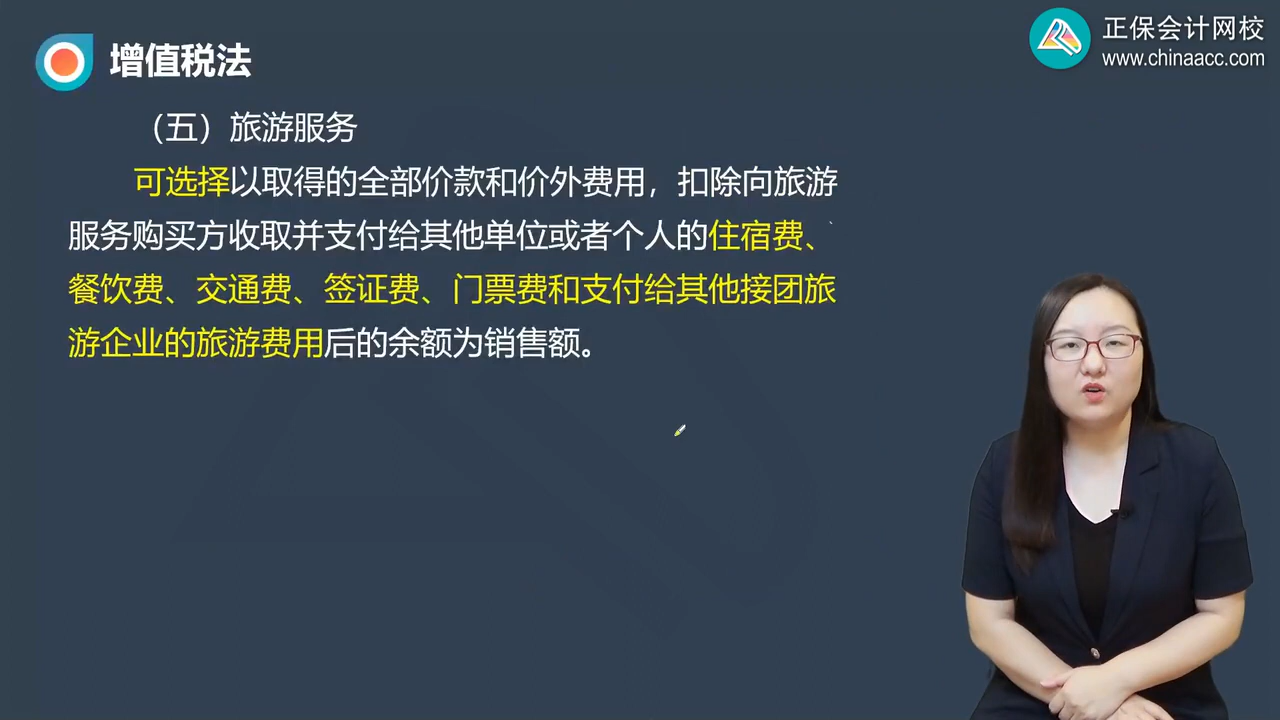 增值税法
正保会计网校
www.chinaacc.com
（五）旅游服务
可选择以取得的全部价款和价外费用，扣除向旅游
服务购买方收取并支付给其他单位或者个人的住宿费、
餐饮费、交通费、签证费、门票费和支付给其他接团旅
游企业的旅游费用后的余额为销售额。